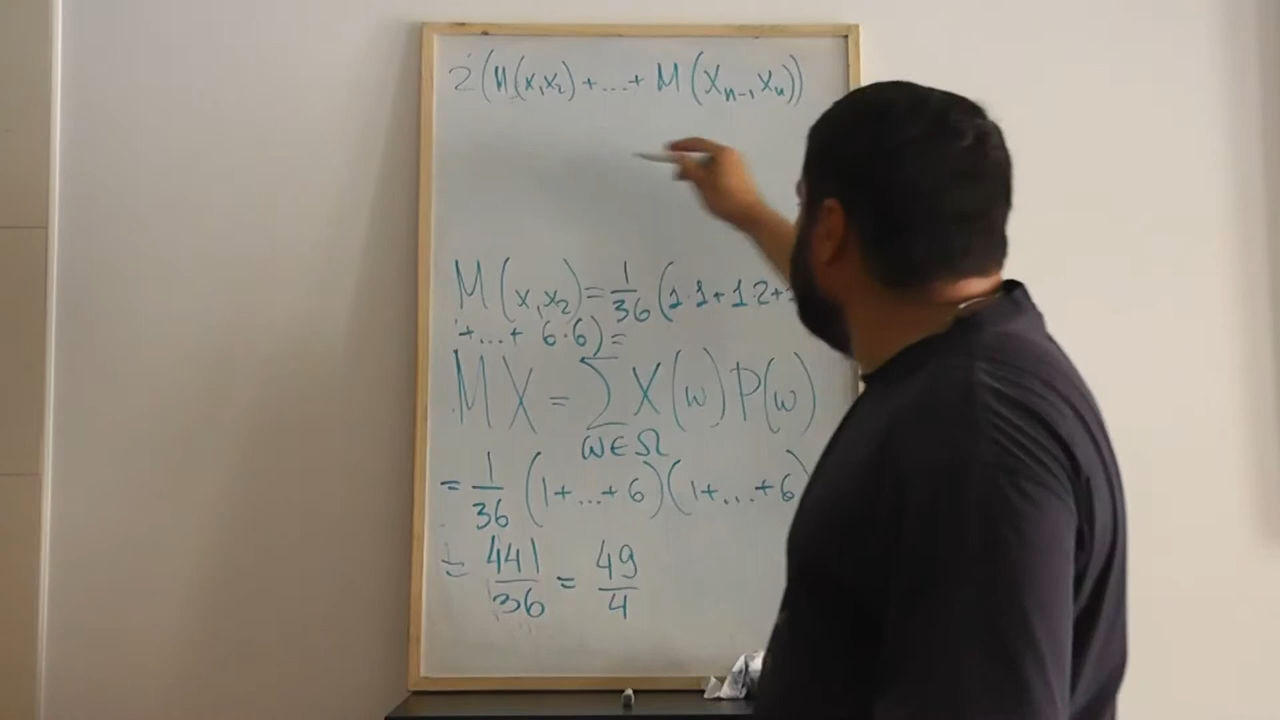 2(M(x₁x₂)+...+M(Xₙ₋₁Xₙ))
M(x₁x₂)=1/36(1·1+1·2+
+...+ 6·6)=
MX = ∑ X(ω)P(ω)
ω∈Ω
= 1/36 (1+...+6)(1+...+6)
= 441/36 = 49/4